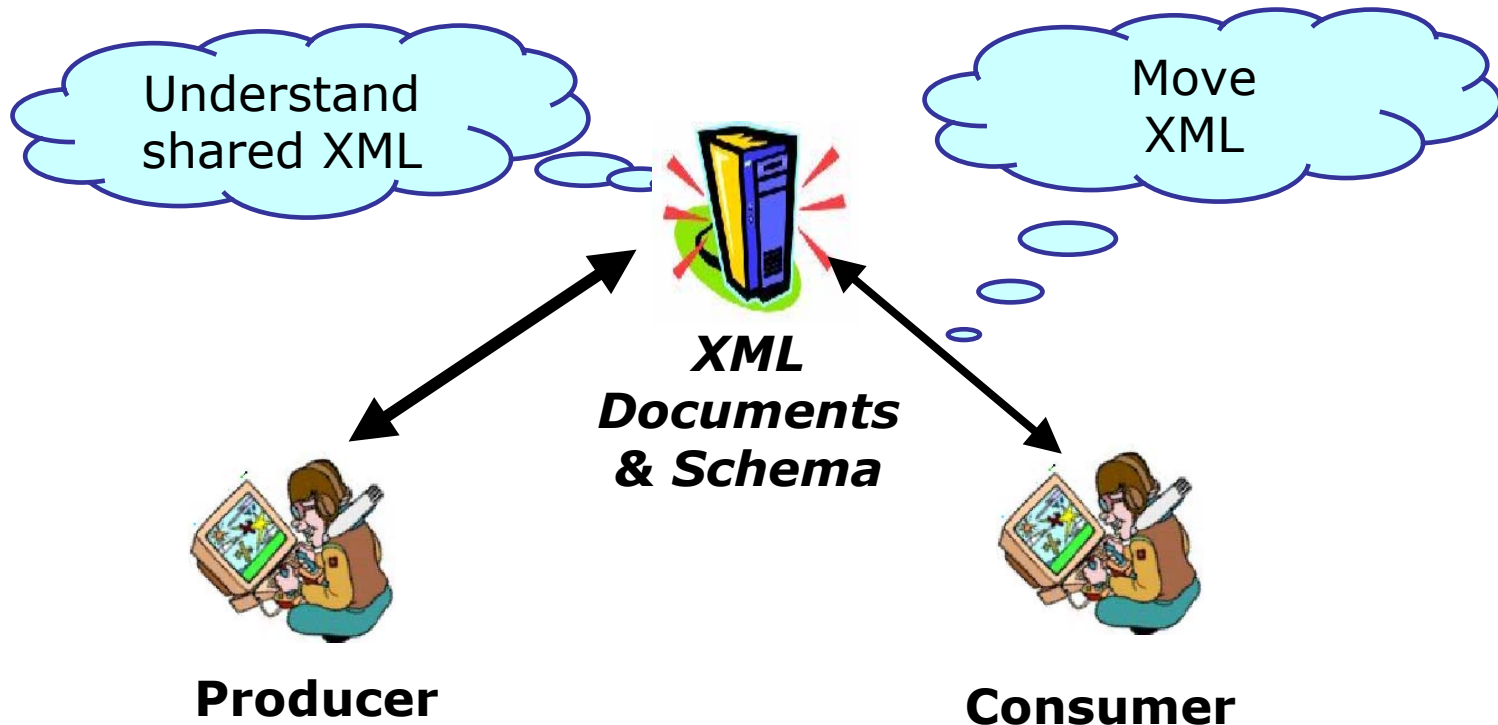 Understand
shared XML
Move
XML
XML
Documents
& Schema
Producer
Consumer